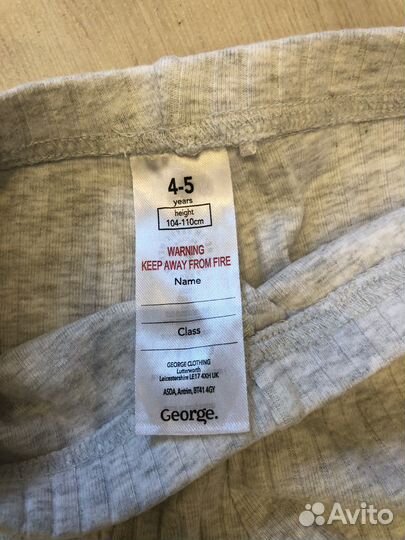 4-5
years
height
104-110cm
WARNING
KEEP AWAY FROM FIRE
Name
Class
GEORGE CLOTHING
Lutterworth
Leicestershire LE17 4XH UK
ASDA, Antrim, BT41 4GY
George.
Avito